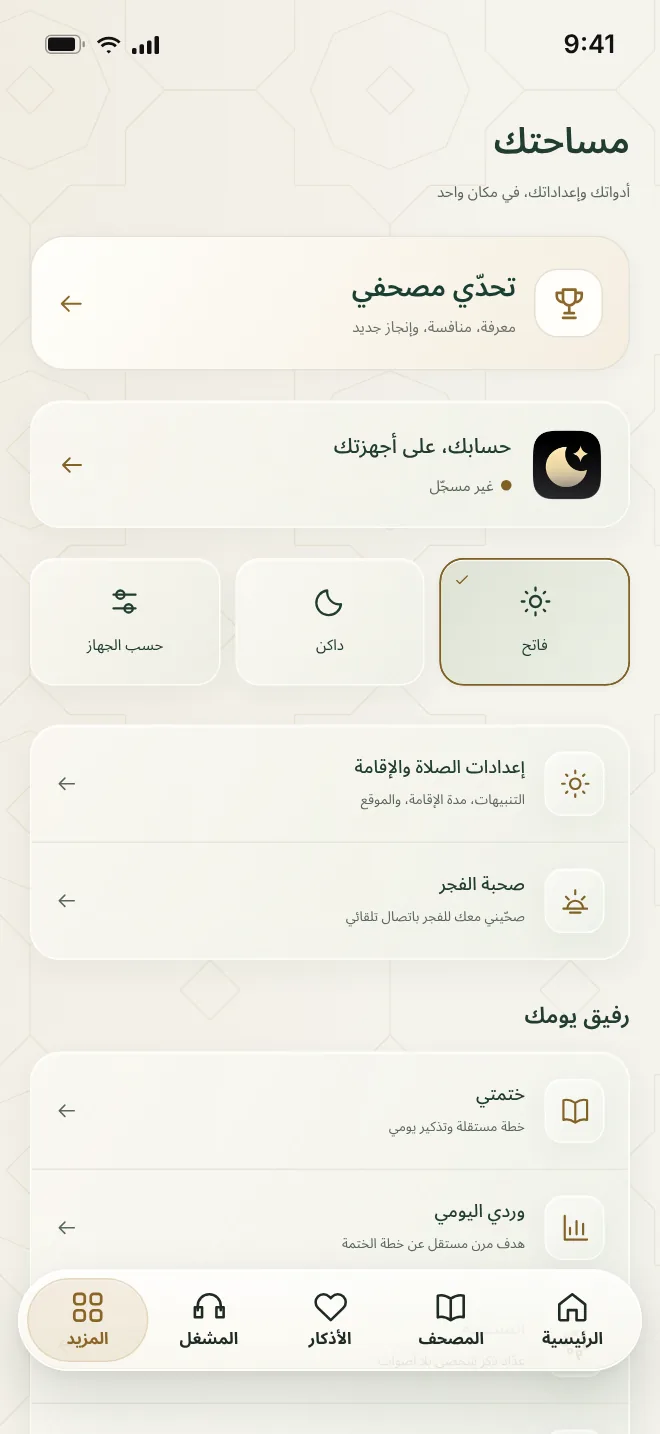 9:41
مساحتك
أدواتك وإعداداتك، في مكان واحد
تحدّي مصحفي
معرفة، منافسة، وإنجاز جديد
حسابك، على أجهزتك
غير مسجّل
فاتح
داكن
حسب الجهاز
إعدادات الصلاة والإقامة
التنبيهات، مدة الإقامة، والموقع
صحبة الفجر
صحّيني معك للفجر باتصال تلقائي
رفيق يومك
ختمتي
خطة مستقلة وتذكير يومي
وردي اليومي
هدف مرن مستقل عن خطة الختمة
الرئيسية
المصحف
الأذكار
المشغل
المزيد